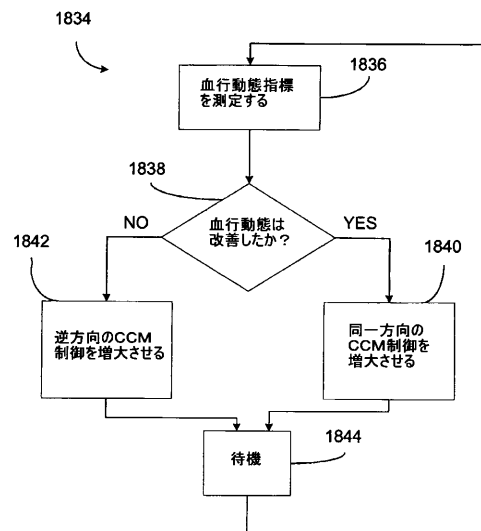 1834
1836
血行動態指標
を測定する
1838
血行動態は
改善したか？
NO
YES
1842
1840
逆方向のCCM
制御を増大させる
同一方向の
CCM制御を
増大させる
1844
待機